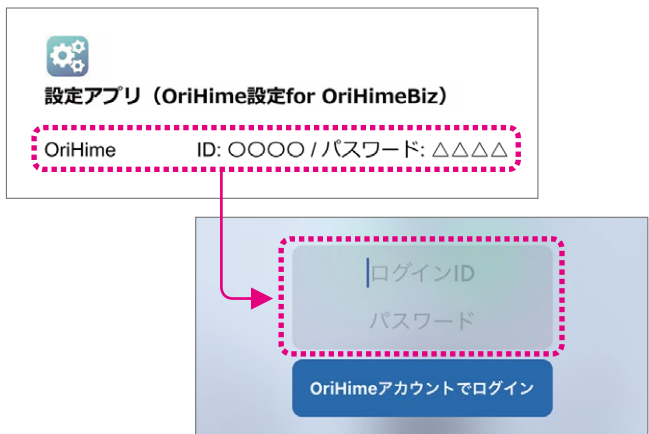 設定アプリ（OriHime設定for OriHimeBiz）
OriHime ID: 〇〇〇〇 / パスワード: △△△△
ログインID
パスワード
OriHimeアカウントでログイン